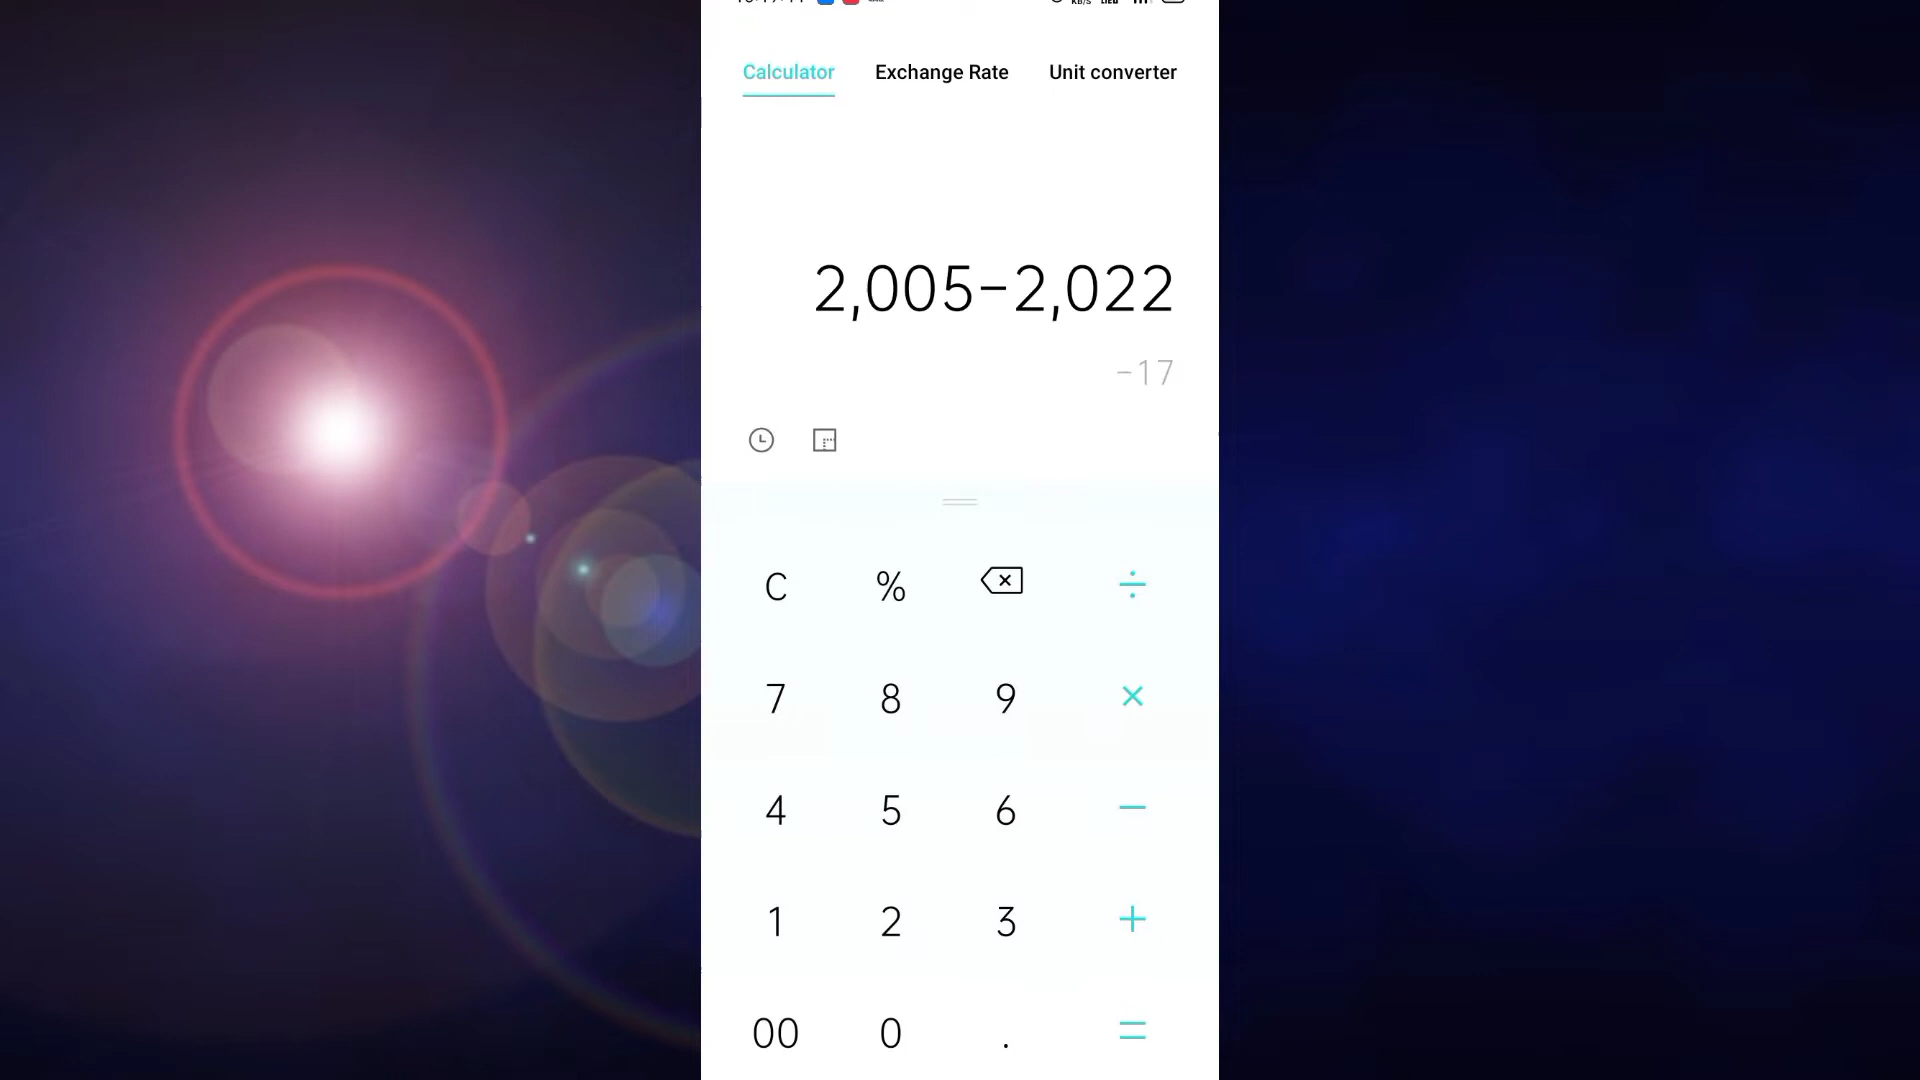 Calculator Exchange Rate Unit converter
2,005−2,022
−17
C % ÷
7 8 9 ×
4 5 6 −
1 2 3 +
00 0 . =